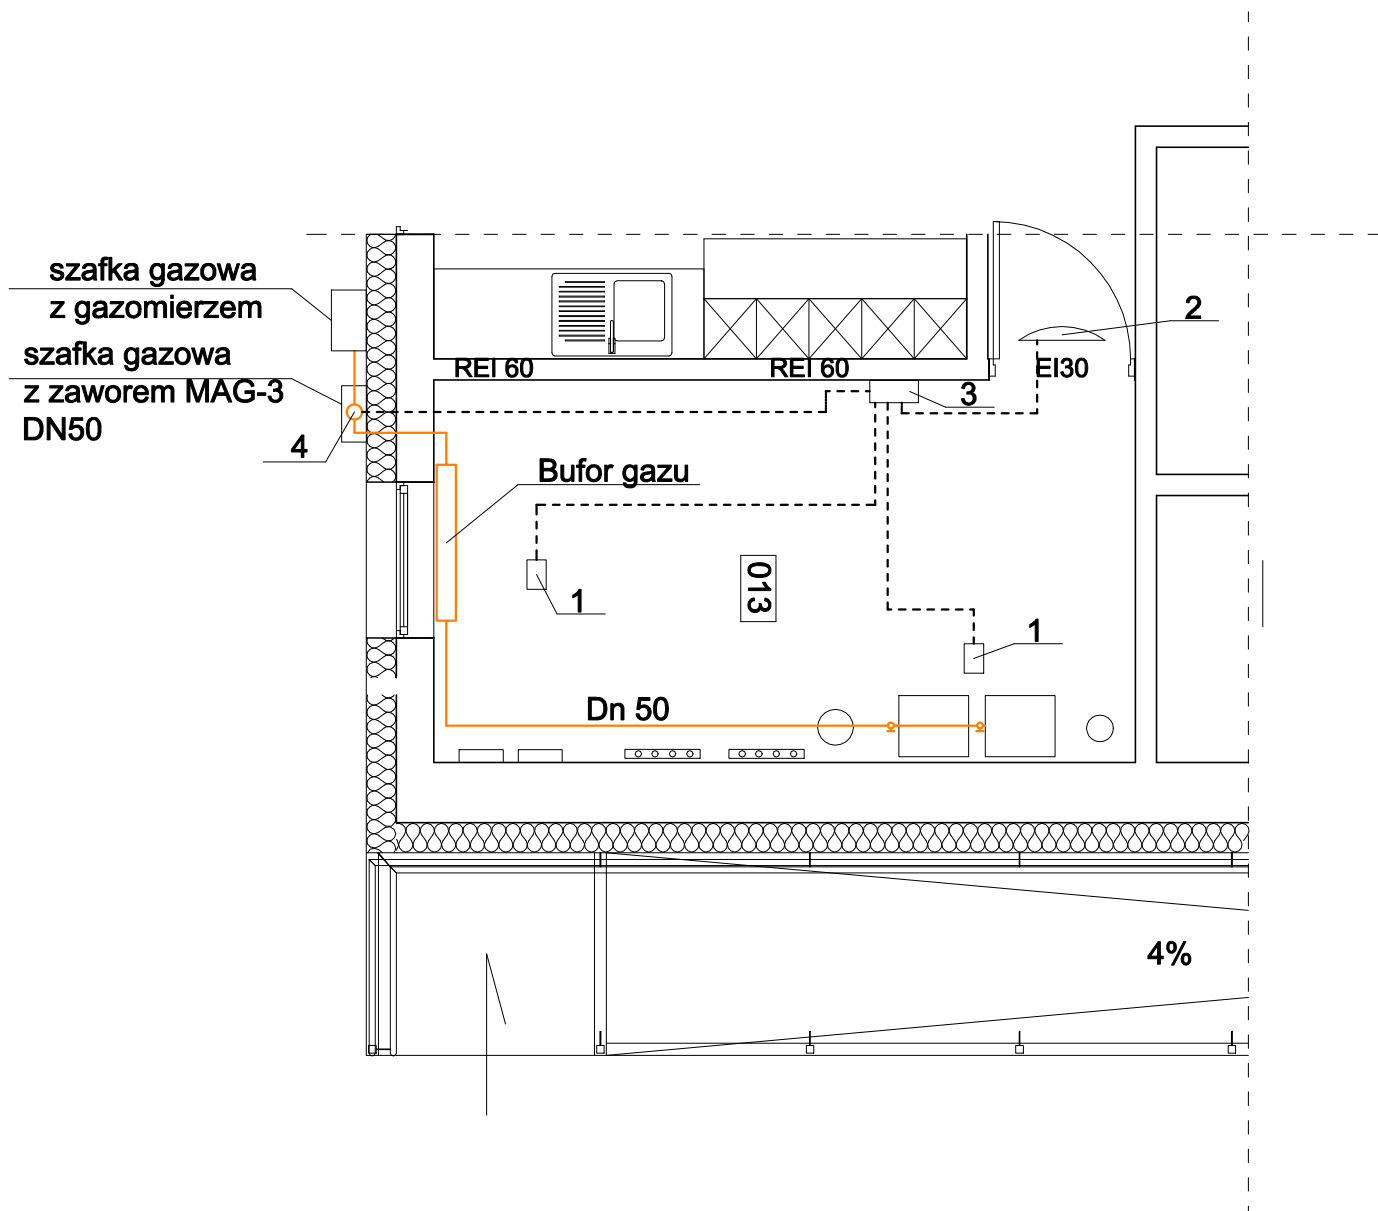 szafka gazowa
z gazomierzem
szafka gazowa
z zaworem MAG-3
DN50
4
REI 60
REI 60
EI30
2
3
Bufor gazu
1
013
1
Dn 50
4%